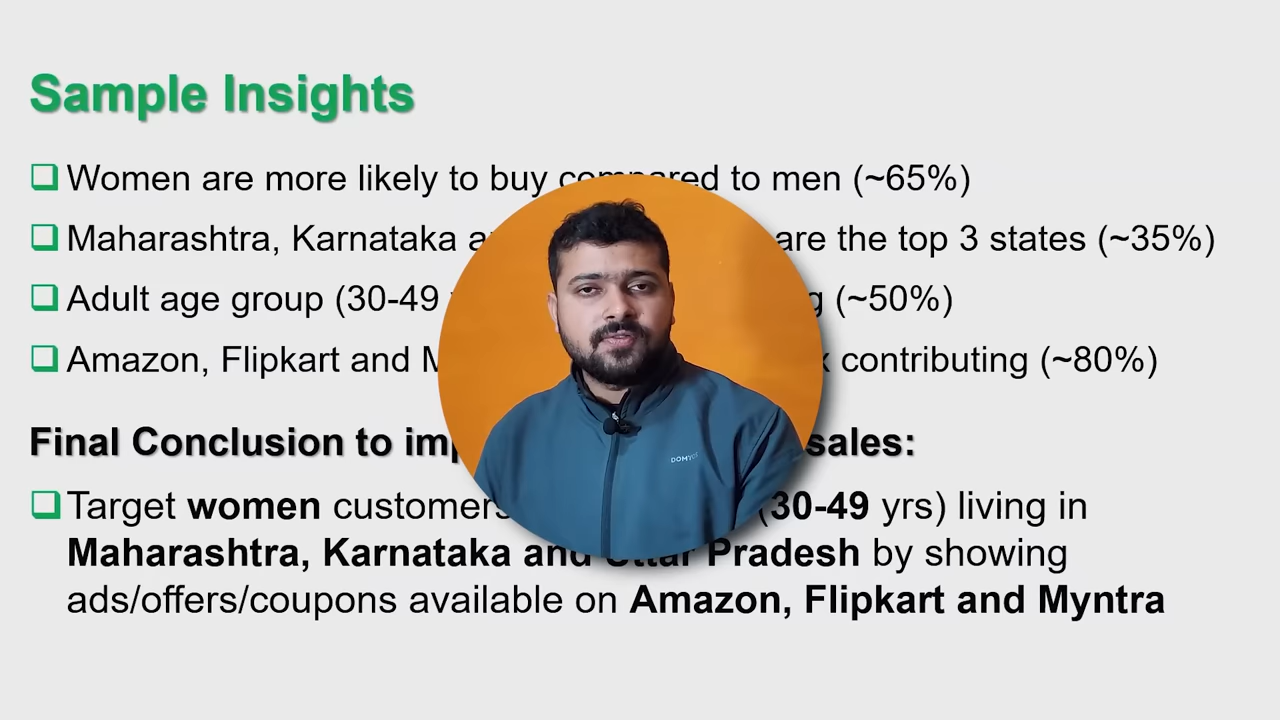 Sample Insights
Women are more likely to buy compared to men (~65%)
Maharashtra, Karnataka are the top 3 states (~35%)
Adult age group (30-49 (~50%)
Amazon, Flipkart and contributing (~80%)
Final Conclusion to sales:
Target women customers (30-49 yrs) living in
Maharashtra, Karnataka and Uttar Pradesh by showing
ads/offers/coupons available on Amazon, Flipkart and Myntra